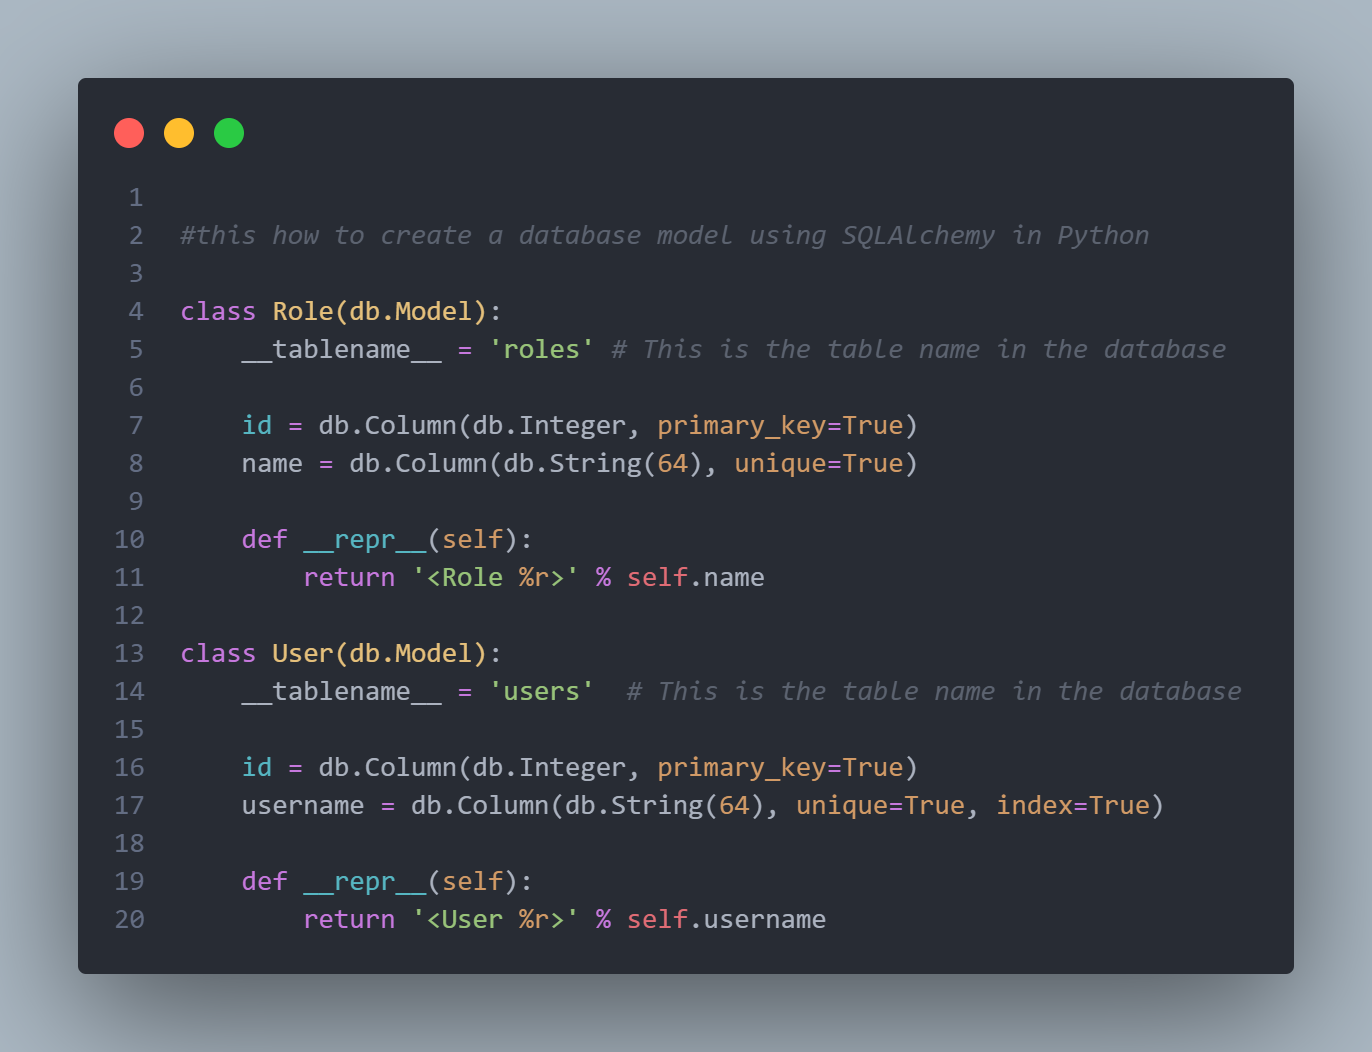 1
2 #this how to create a database model using SQLAlchemy in Python
3
4 class Role(db.Model):
5     __tablename__ = 'roles' # This is the table name in the database
6
7     id = db.Column(db.Integer, primary_key=True)
8     name = db.Column(db.String(64), unique=True)
9
10     def __repr__(self):
11         return '<Role %r>' % self.name
12
13 class User(db.Model):
14     __tablename__ = 'users'  # This is the table name in the database
15
16     id = db.Column(db.Integer, primary_key=True)
17     username = db.Column(db.String(64), unique=True, index=True)
18
19     def __repr__(self):
20         return '<User %r>' % self.username